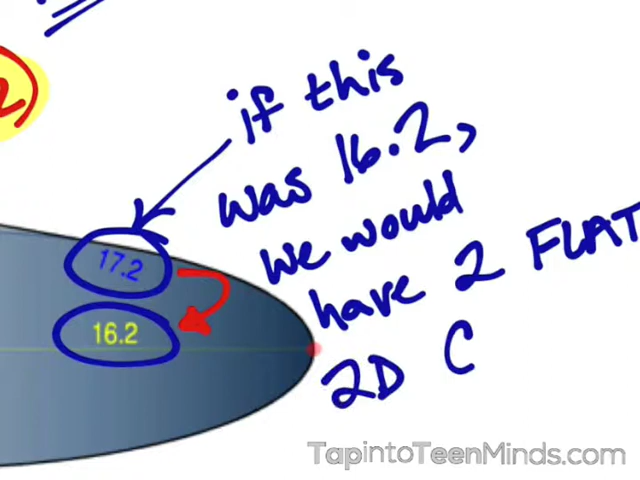 if this
was 16.2,
we would
have 2 FLAT
2D C
17.2
16.2
TapintoTeenMinds.com